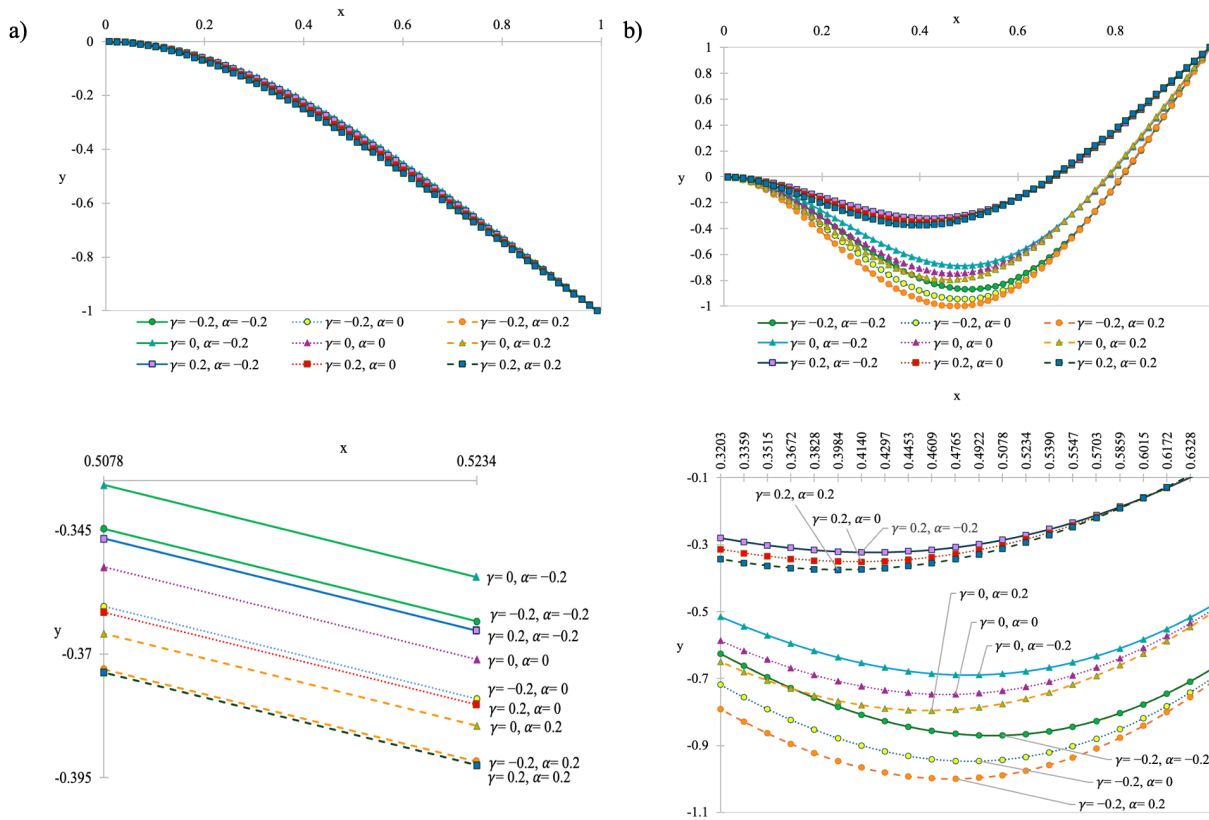 a)
x
0 0.2 0.4 0.6 0.8 1
0
-0.2
-0.4
y
-0.6
-0.8
-1
γ= −0.2, α= −0.2 γ= −0.2, α= 0 γ= −0.2, α= 0.2
γ= 0, α= −0.2 γ= 0, α= 0 γ= 0, α= 0.2
γ= 0.2, α= −0.2 γ= 0.2, α= 0 γ= 0.2, α= 0.2
b)
x
0 0.2 0.4 0.6 0.8
1
0.8
0.6
0.4
0.2
y
0
-0.2
-0.4
-0.6
-0.8
-1
γ= −0.2, α= −0.2 γ= −0.2, α= 0 γ= −0.2, α= 0.2
γ= 0, α= −0.2 γ= 0, α= 0 γ= 0, α= 0.2
γ= 0.2, α= −0.2 γ= 0.2, α= 0 γ= 0.2, α= 0.2
x
0.5078 0.5234
-0.345
y
-0.37
-0.395
γ= 0, α= −0.2
γ= −0.2, α= −0.2
γ= 0.2, α= −0.2
γ= 0, α= 0
γ= −0.2, α= 0
γ= 0.2, α= 0
γ= 0, α= 0.2
γ= −0.2, α= 0.2
γ= 0.2, α= 0.2
x
0.3203 0.3359 0.3515 0.3672 0.3828 0.3984 0.4140 0.4297 0.4453 0.4609 0.4765 0.4922 0.5078 0.5234 0.5390 0.5547 0.5703 0.5859 0.6015 0.6172 0.6328
-0.1
-0.3
-0.5
y
-0.7
-0.9
-1.1
γ= 0.2, α= 0.2
γ= 0.2, α= 0
γ= 0.2, α= −0.2
γ= 0, α= 0.2
γ= 0, α= 0
γ= 0, α= −0.2
γ= −0.2, α= −0.2
γ= −0.2, α= 0
γ= −0.2, α= 0.2